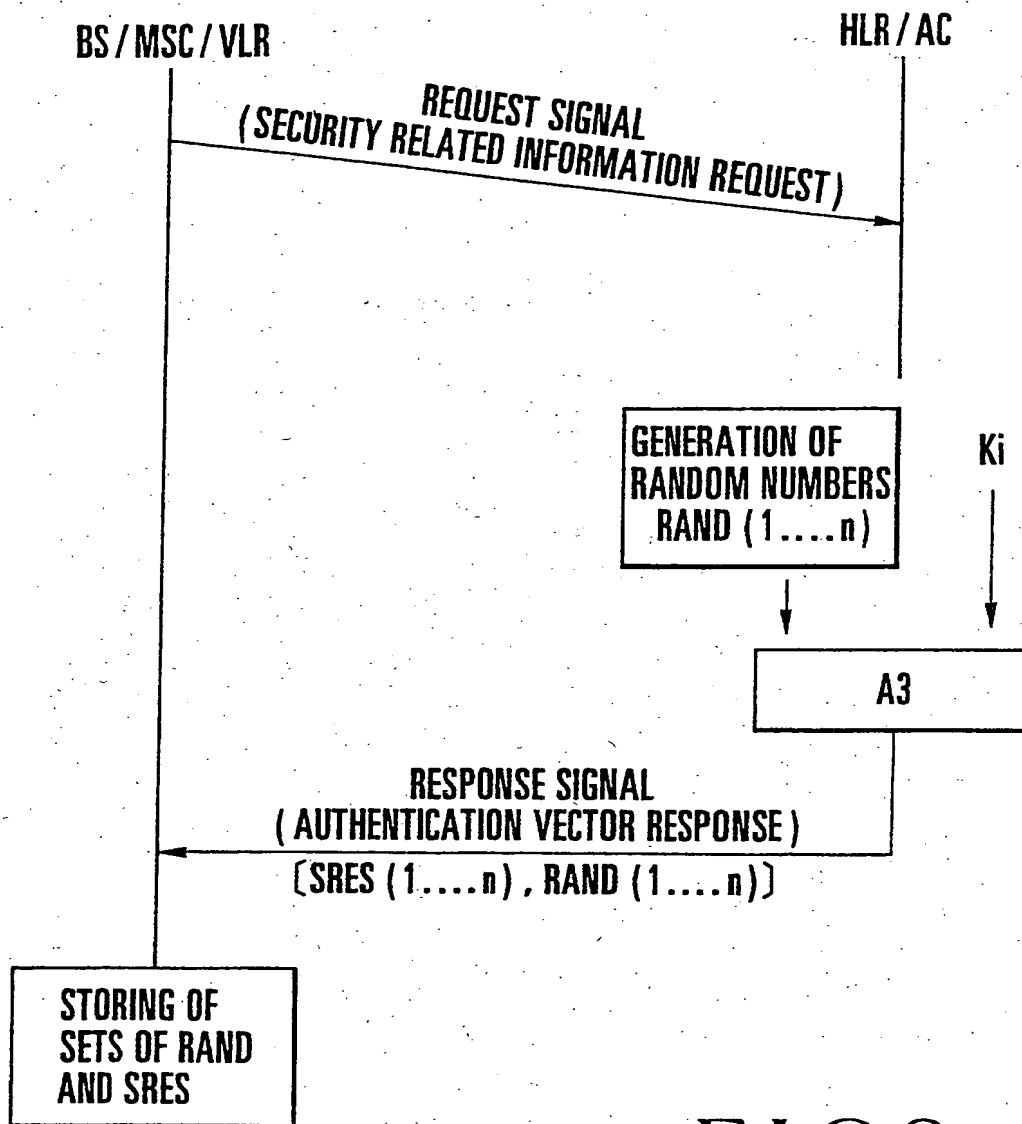 BS / MSC / VLR
HLR / AC
REQUEST SIGNAL
(SECURITY RELATED INFORMATION REQUEST)
GENERATION OF
RANDOM NUMBERS
RAND (1....n)
Ki
A3
RESPONSE SIGNAL
(AUTHENTICATION VECTOR RESPONSE)
〔SRES (1....n), RAND (1....n)〕
STORING OF
SETS OF RAND
AND SRES